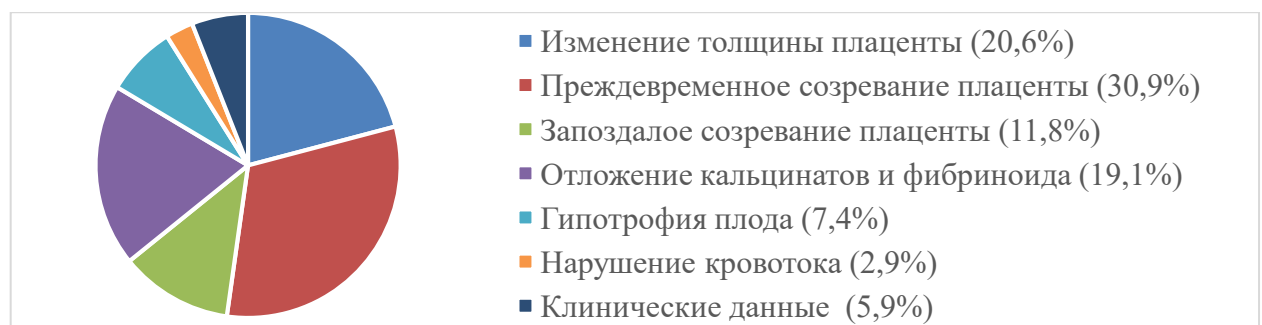 Изменение толщины плаценты (20,6%)
Преждевременное созревание плаценты (30,9%)
Запоздалое созревание плаценты (11,8%)
Отложение кальцинатов и фибриноида (19,1%)
Гипотрофия плода (7,4%)
Нарушение кровотока (2,9%)
Клинические данные (5,9%)